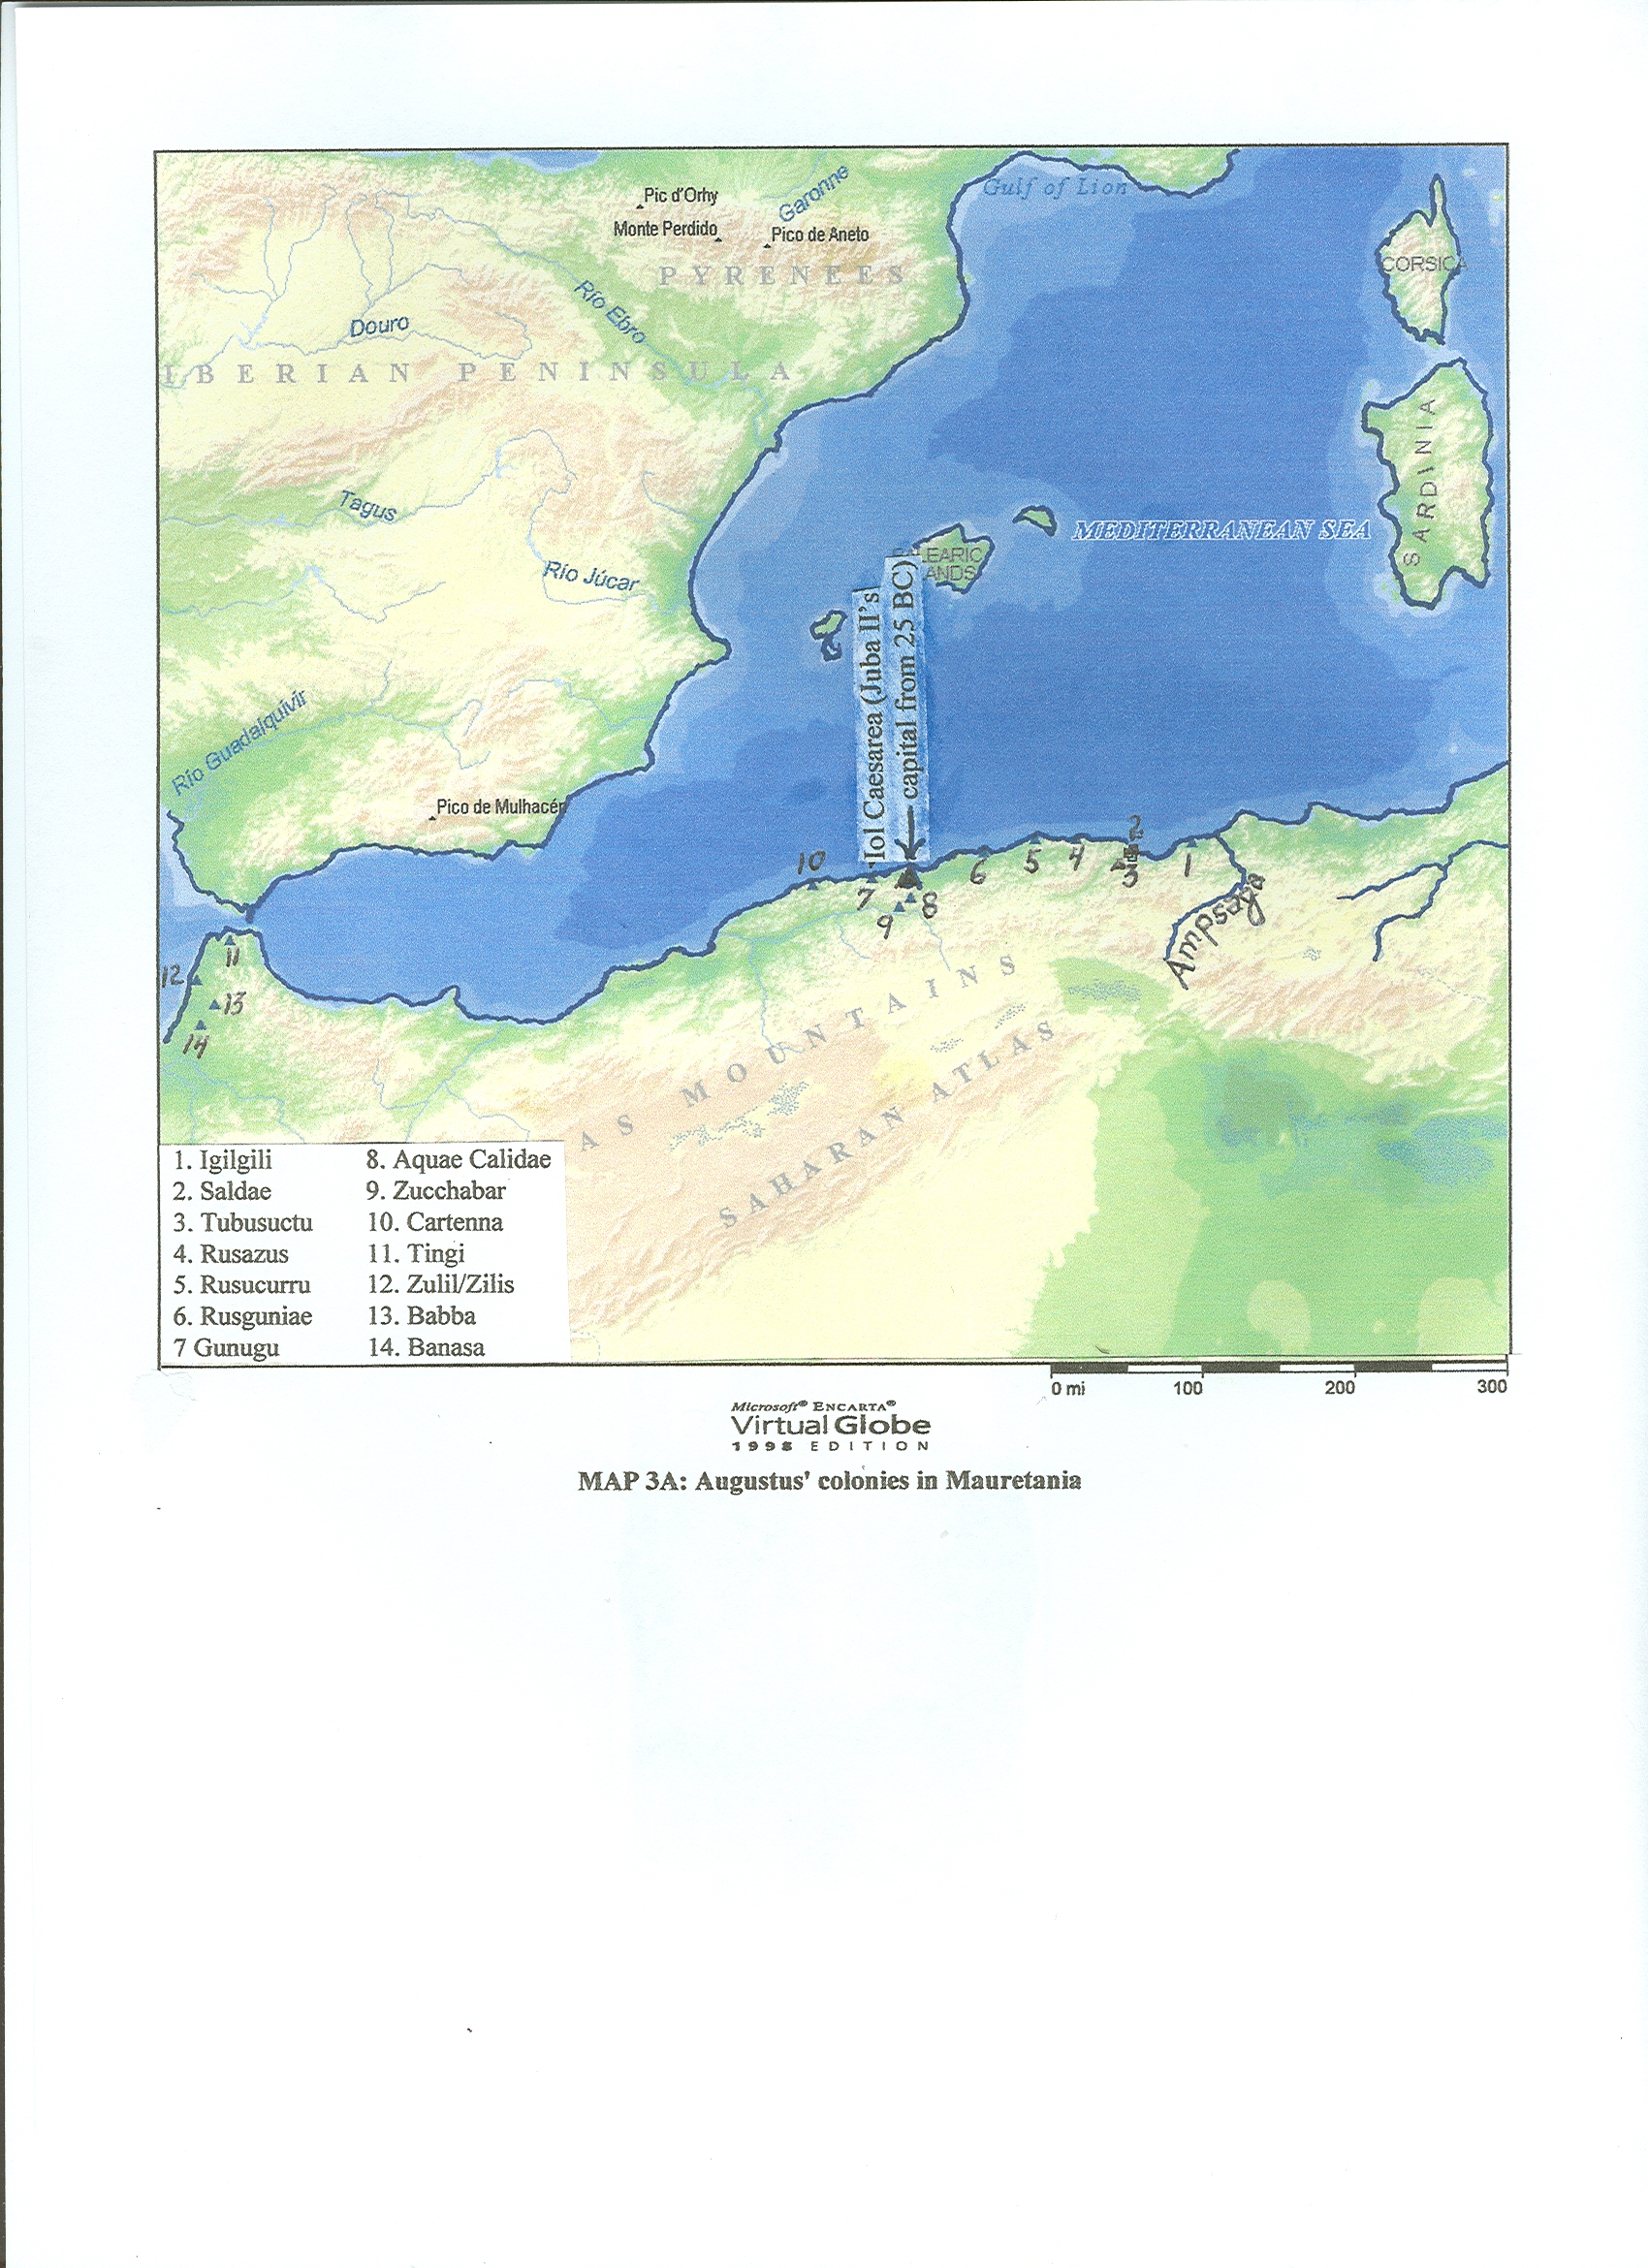 Gulf of Lion
Pic d'Orhy
Garonne
Monte Perdido
Pico de Aneto
PYRENEES
CORSICA
Río Ebro
Douro
IBERIAN PENINSULA
SARDINIA
Tagus
MEDITERRANEAN SEA
LEARIC
ANDS
Río Júcar
Iol Caesarea (Juba II's
capital from 25 BC)
Río Guadalquivir
Pico de Mulhacén
2
10
6
5
4
3
1
7
8
9
Ampsaga
11
12
13
14
AS MOUNTAINS
SAHARAN ATLAS
1. Igilgili
2. Saldae
3. Tubusuctu
4. Rusazus
5. Rusucurru
6. Rusguniae
7 Gunugu
8. Aquae Calidae
9. Zucchabar
10. Cartenna
11. Tingi
12. Zulil/Zilis
13. Babba
14. Banasa
0 mi 100 200 300
Microsoft® ENCARTA®
Virtual Globe
1998 EDITION
MAP 3A: Augustus' colonies in Mauretania